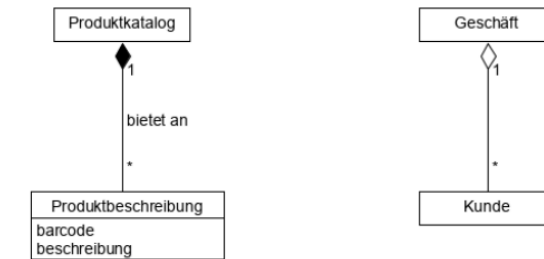 Produktkatalog
1
bietet an
*
Produktbeschreibung
barcode
beschreibung
Geschäft
1
*
Kunde